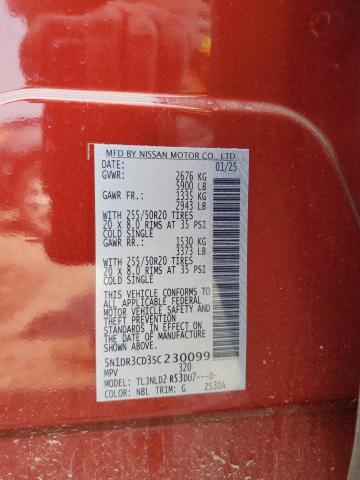 MFD BY NISSAN MOTOR CO., LTD
DATE: 01/25
GVWR: 2676 KG
5900 LB
GAWR FR.: 1335 KG
2943 LB
WITH 255/50R20 TIRES
20 X 8.0 RIMS AT 35 PSI
COLD SINGLE
GAWR RR.: 1530 KG
3373 LB
WITH 255/50R20 TIRES
20 X 8.0 RIMS AT 35 PSI
COLD SINGLE
THIS VEHICLE CONFORMS TO
ALL APPLICABLE FEDERAL
MOTOR VEHICLE SAFETY AND
THEFT PREVENTION
STANDARDS IN EFFECT ON
THE DATE OF MANUFACTURE
SHOWN ABOVE.
5N1DR3CD3SC230099
MPV 320
MODEL: TLJNLD2 R53DU7---D-
COLOR: NBL TRIM: G 2530A